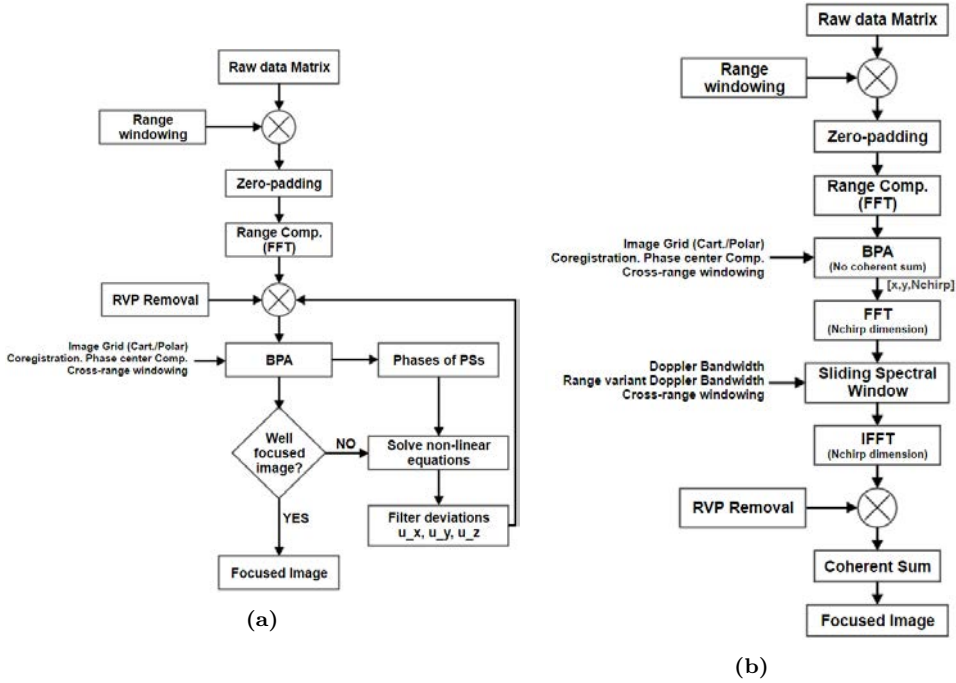 Raw data Matrix
Range
windowing
Zero-padding
Range Comp.
(FFT)
RVP Removal
Image Grid (Cart./Polar)
Coregistration. Phase center Comp.
Cross-range windowing
BPA
Phases of PSs
Well
focused
image?
NO
Solve non-linear
equations
YES
Filter deviations
u_x, u_y, u_z
Focused Image
(a)
Raw data Matrix
Range
windowing
Zero-padding
Range Comp.
(FFT)
Image Grid (Cart./Polar)
Coregistration. Phase center Comp.
Cross-range windowing
BPA
(No coherent sum)
[x,y,Nchirp]
FFT
(Nchirp dimension)
Doppler Bandwidth
Range variant Doppler Bandwidth
Cross-range windowing
Sliding Spectral
Window
IFFT
(Nchirp dimension)
RVP Removal
Coherent Sum
Focused Image
(b)